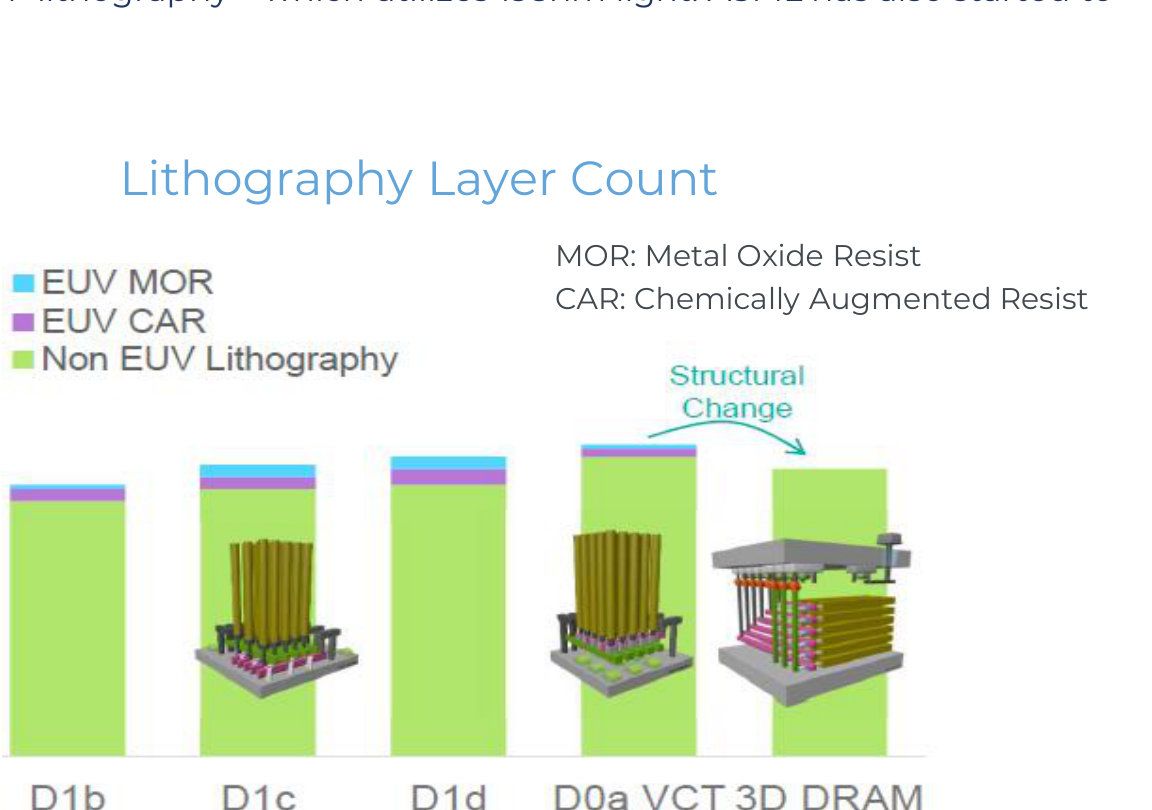 Lithography Layer Count
MOR: Metal Oxide Resist
CAR: Chemically Augmented Resist
EUV MOR
EUV CAR
Non EUV Lithography
Structural
Change
D1b
D1c
D1d
D0a VCT
3D DRAM